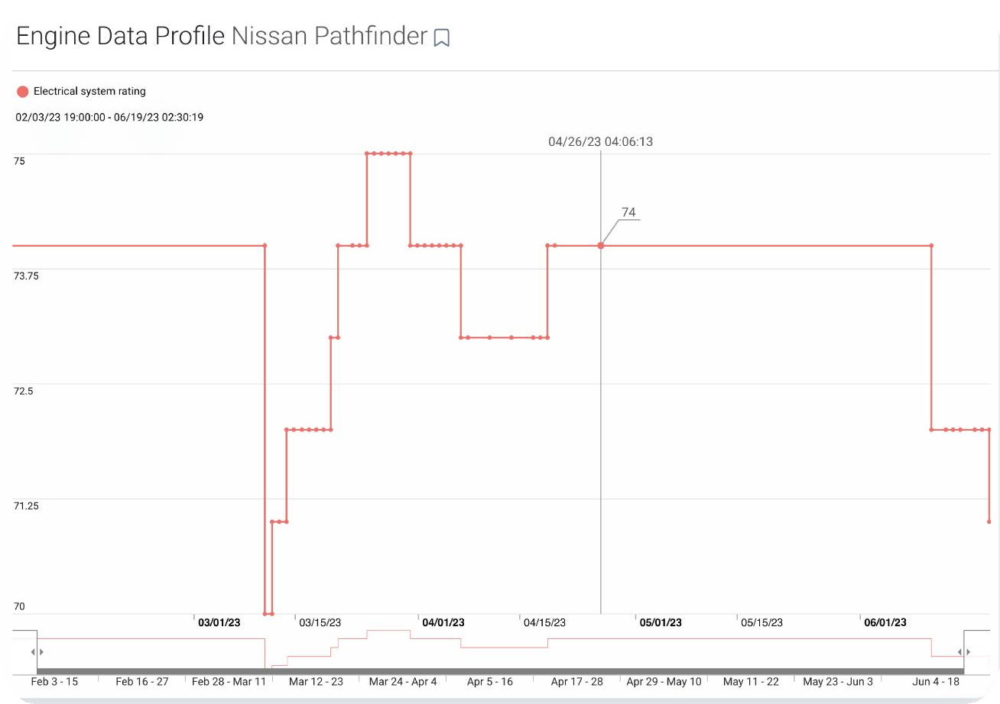 Engine Data Profile Nissan Pathfinder
Electrical system rating
02/03/23 19:00:00 - 06/19/23 02:30:19
04/26/23 04:06:13
75
74
73.75
72.5
71.25
70
03/01/23 03/15/23 04/01/23 04/15/23 05/01/23 05/15/23 06/01/23
Feb 3 - 15 Feb 16 - 27 Feb 28 - Mar 11 Mar 12 - 23 Mar 24 - Apr 4 Apr 5 - 16 Apr 17 - 28 Apr 29 - May 10 May 11 - 22 May 23 - Jun 3 Jun 4 - 18